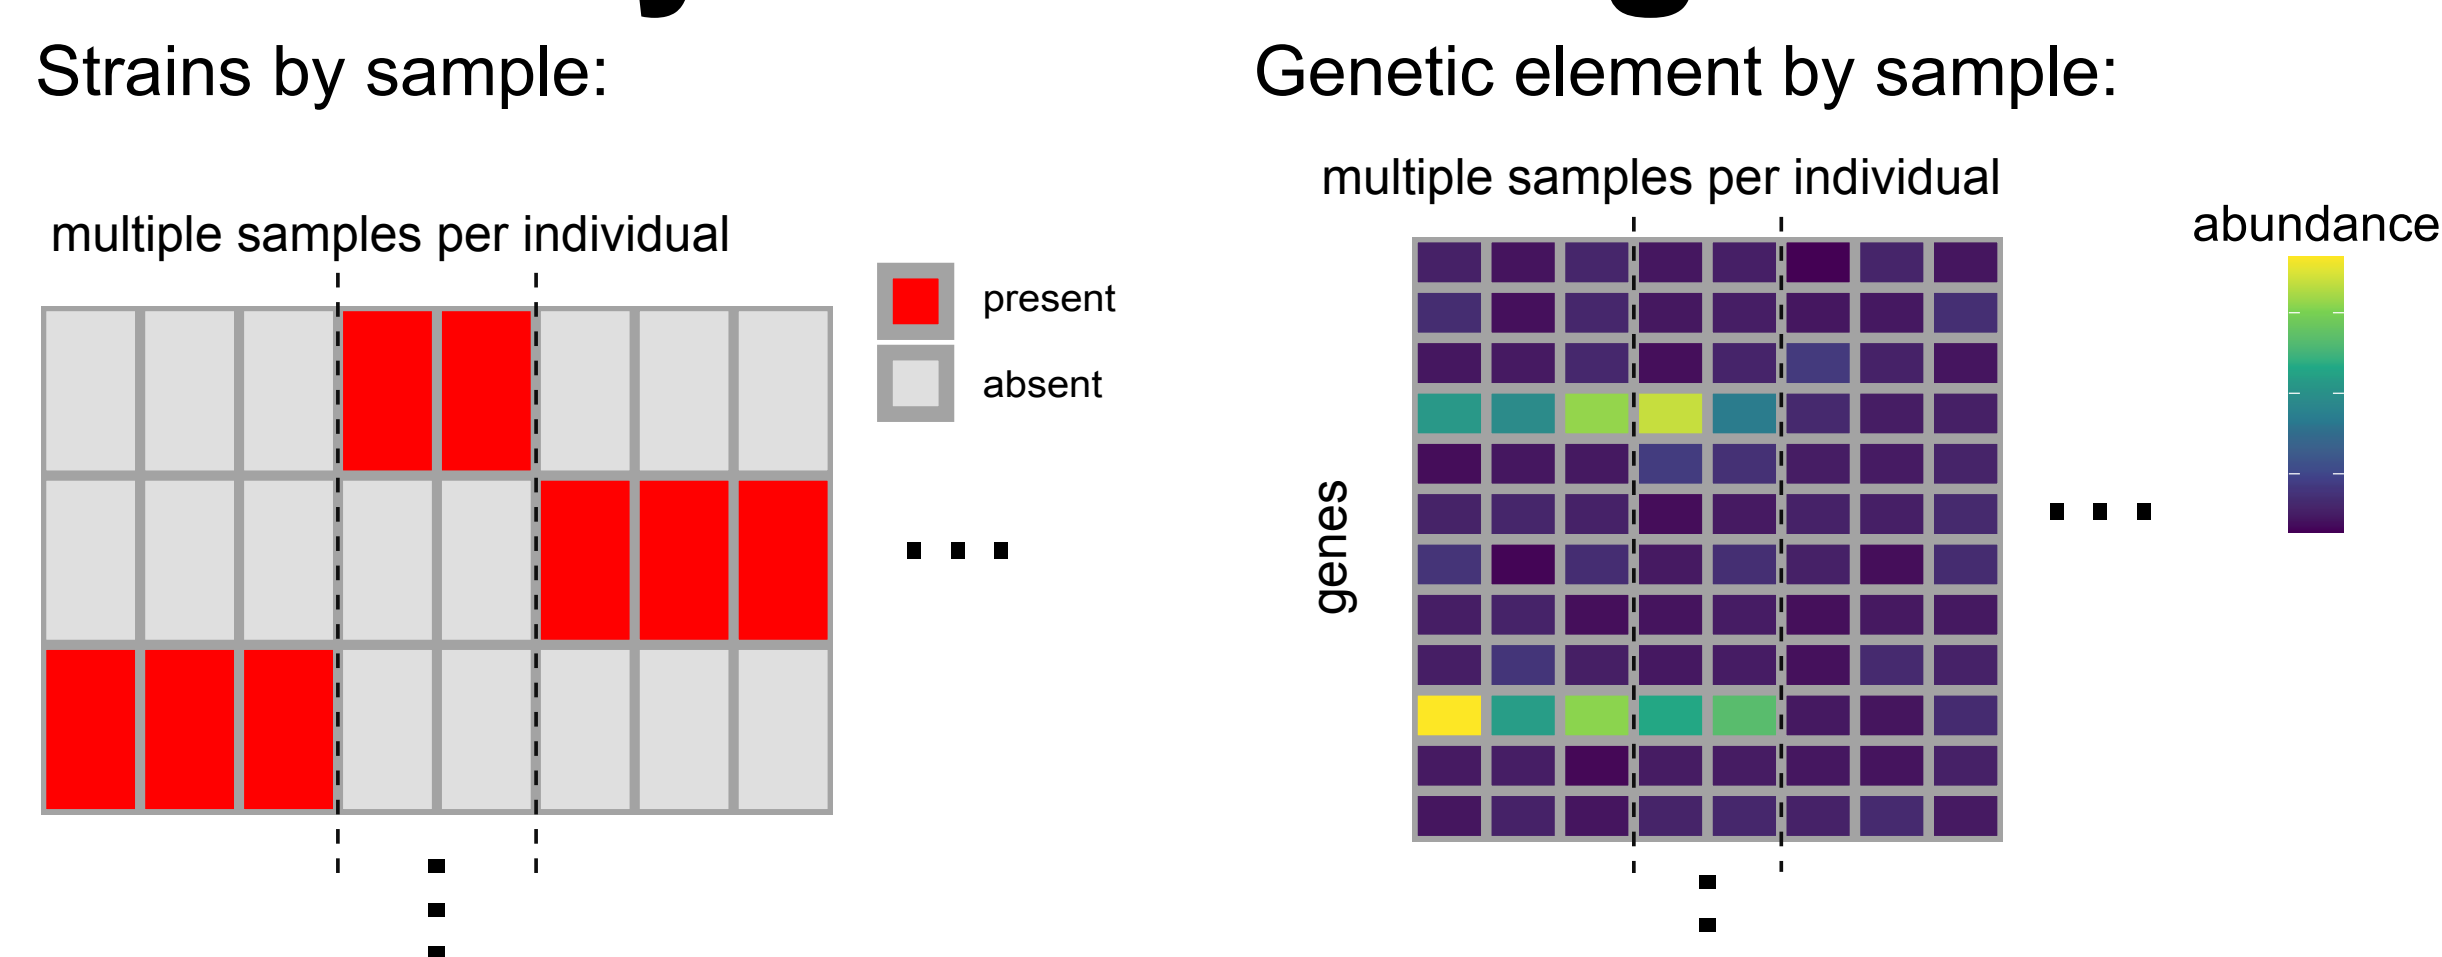 Strains by sample:
multiple samples per individual
present
absent
Genetic element by sample:
multiple samples per individual
genes
abundance